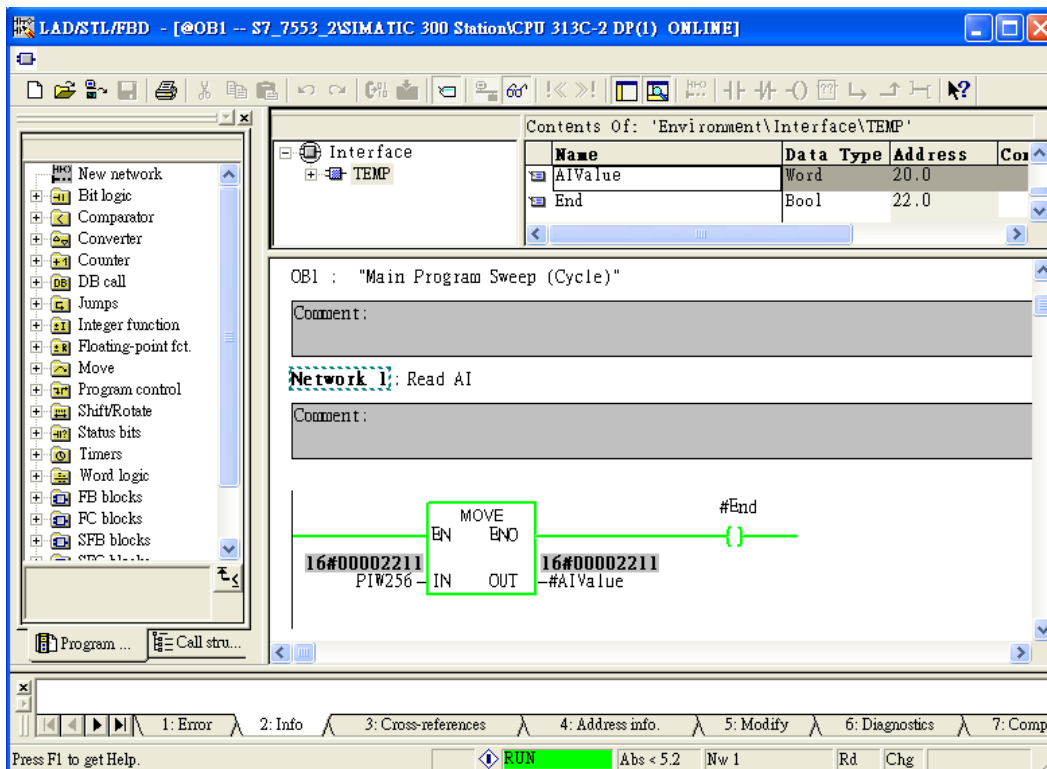 LAD/STL/FBD - [@OB1 -- S7_7553_2\SIMATIC 300 Station\CPU 313C-2 DP(1) ONLINE]
Contents Of: 'Environment\Interface\TEMP'
Interface
TEMP
Name Data Type Address Co
AIValue Word 20.0
End Bool 22.0
New network
Bit logic
Comparator
Converter
Counter
DB call
Jumps
Integer function
Floating-point fct.
Move
Program control
Shift/Rotate
Status bits
Timers
Word logic
FB blocks
FC blocks
SFB blocks
Program ... Call stru...
OB1 : "Main Program Sweep (Cycle)"
Comment:
Network 1: Read AI
Comment:
MOVE
EN ENO
#End
16#00002211 16#00002211
PIW256 IN OUT #AIValue
1: Error 2: Info 3: Cross-references 4: Address info. 5: Modify 6: Diagnostics 7: Comp
Press F1 to get Help. RUN Abs < 5.2 Nw 1 Rd Chg